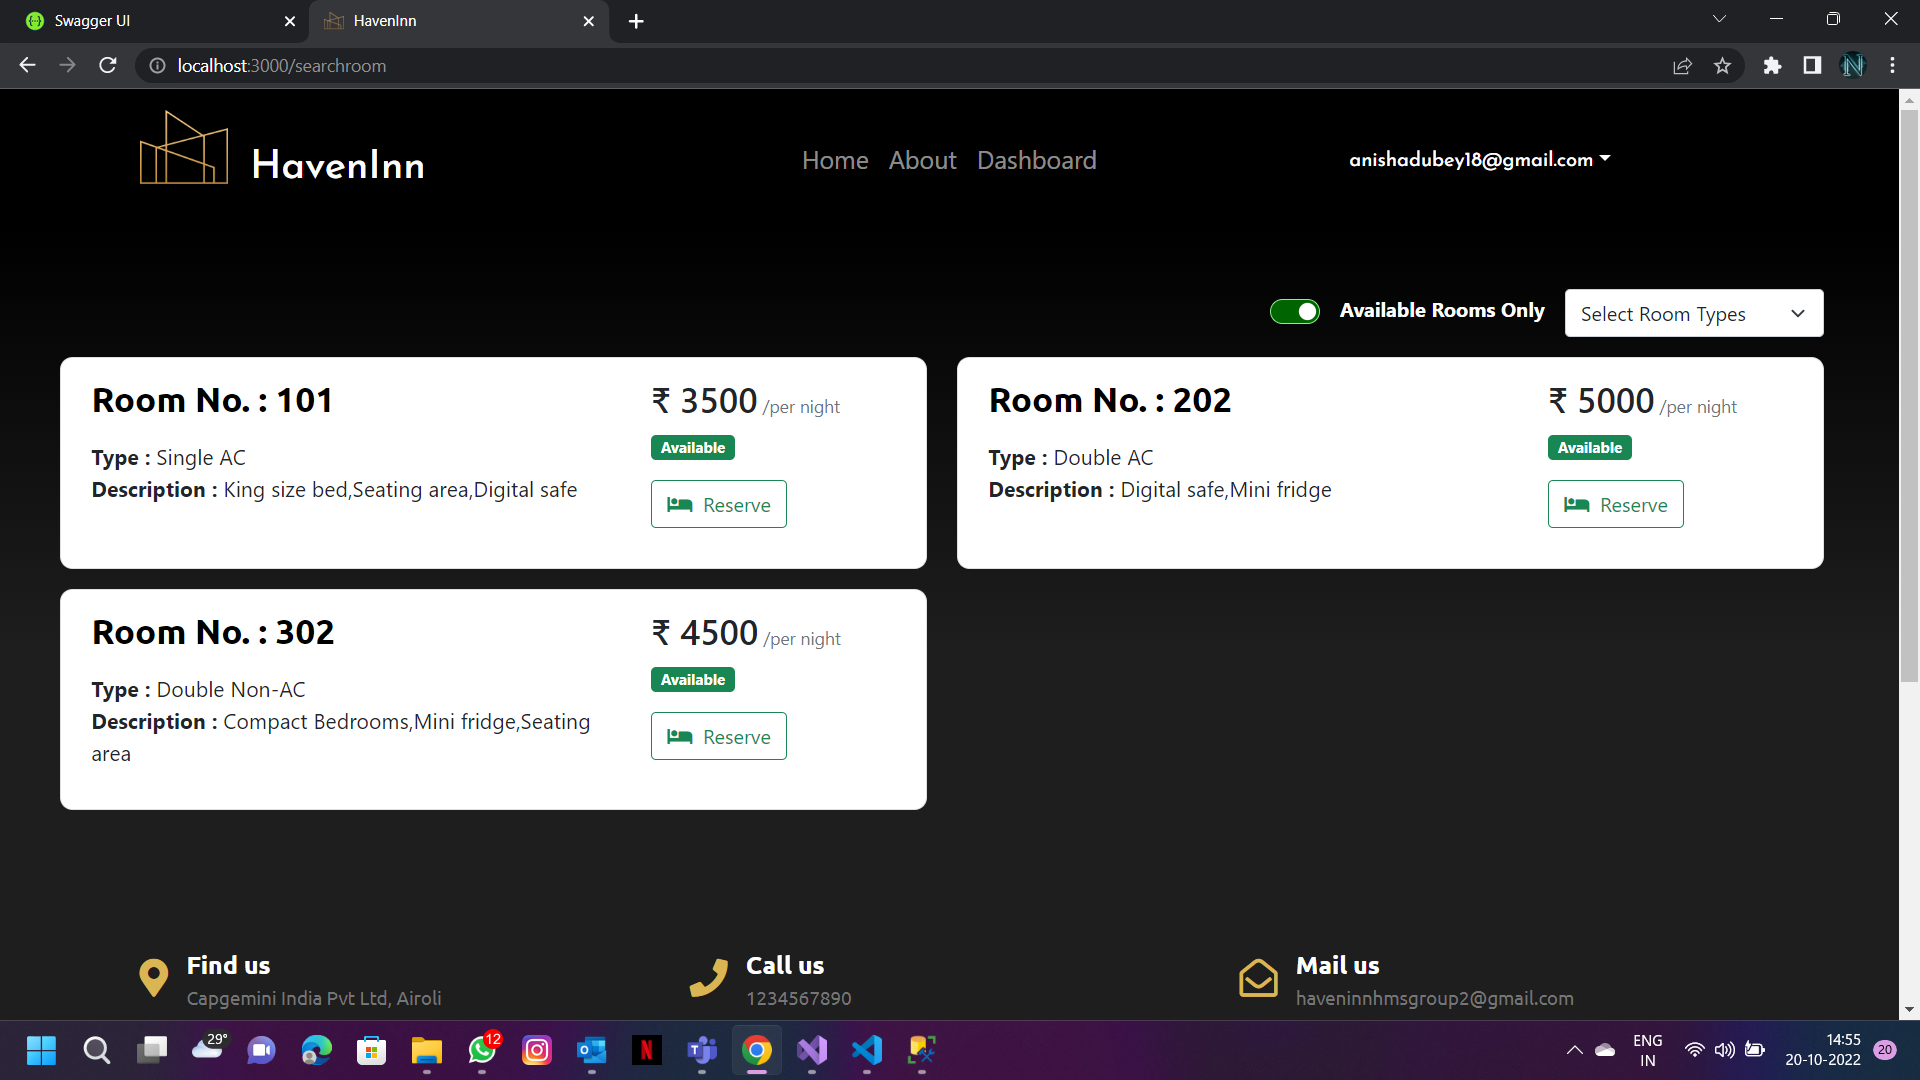 Swagger UI
HavenInn
localhost:3000/searchroom
HavenInn
Home
About
Dashboard
anishadubey18@gmail.com
Available Rooms Only
Select Room Types
Room No. : 101
₹ 3500 /per night
Available
Type : Single AC
Description : King size bed,Seating area,Digital safe
Reserve
Room No. : 202
₹ 5000 /per night
Available
Type : Double AC
Description : Digital safe,Mini fridge
Reserve
Room No. : 302
₹ 4500 /per night
Available
Type : Double Non-AC
Description : Compact Bedrooms,Mini fridge,Seating
area
Reserve
Find us
Capgemini India Pvt Ltd, Airoli
Call us
1234567890
Mail us
haveninnhmsgroup2@gmail.com
29°
12
N
ENG
IN
14:55
20-10-2022
20